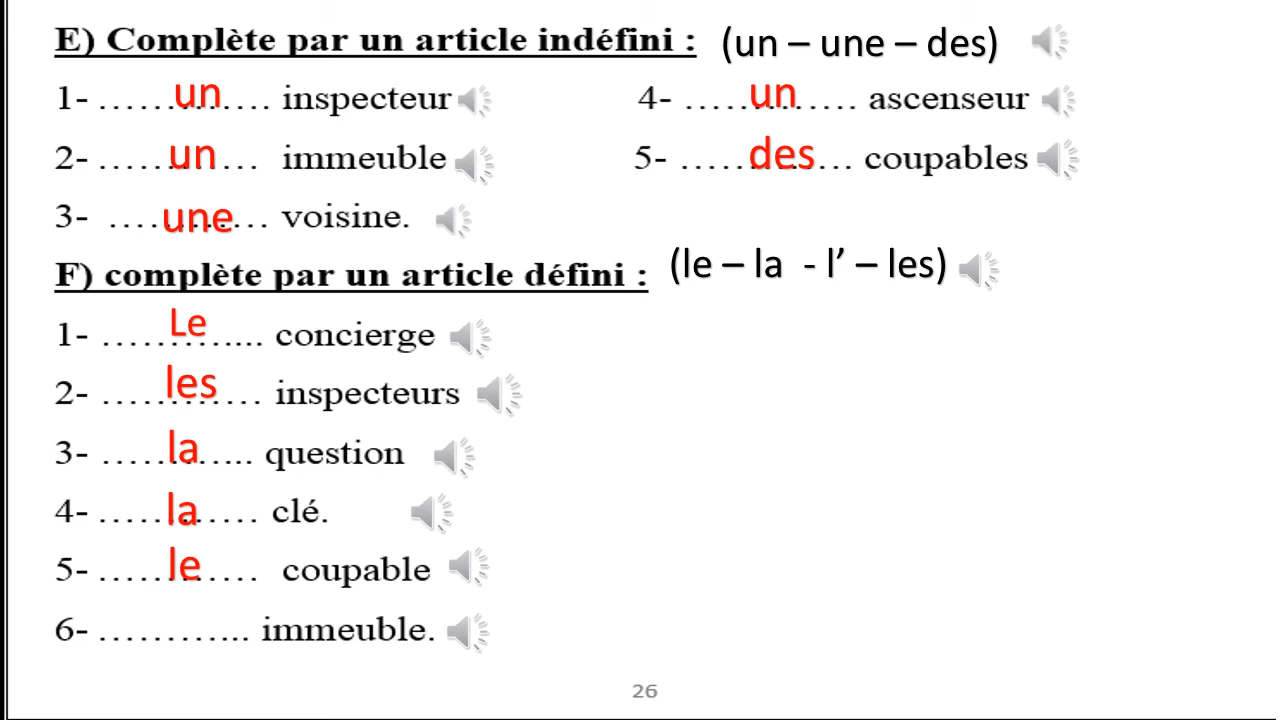 E) Complète par un article indéfini : (un – une – des)
1- ………… un inspecteur
4- ………… un ascenseur
2- ………… un immeuble
5- ………… des coupables
3- ………… une voisine.
F) complète par un article défini : (le – la - l’ – les)
1- ……….... Le concierge
2- ………… les inspecteurs
3- ……….. la question
4- ………… la clé.
5- ………… le coupable
6- ……….. immeuble.
26